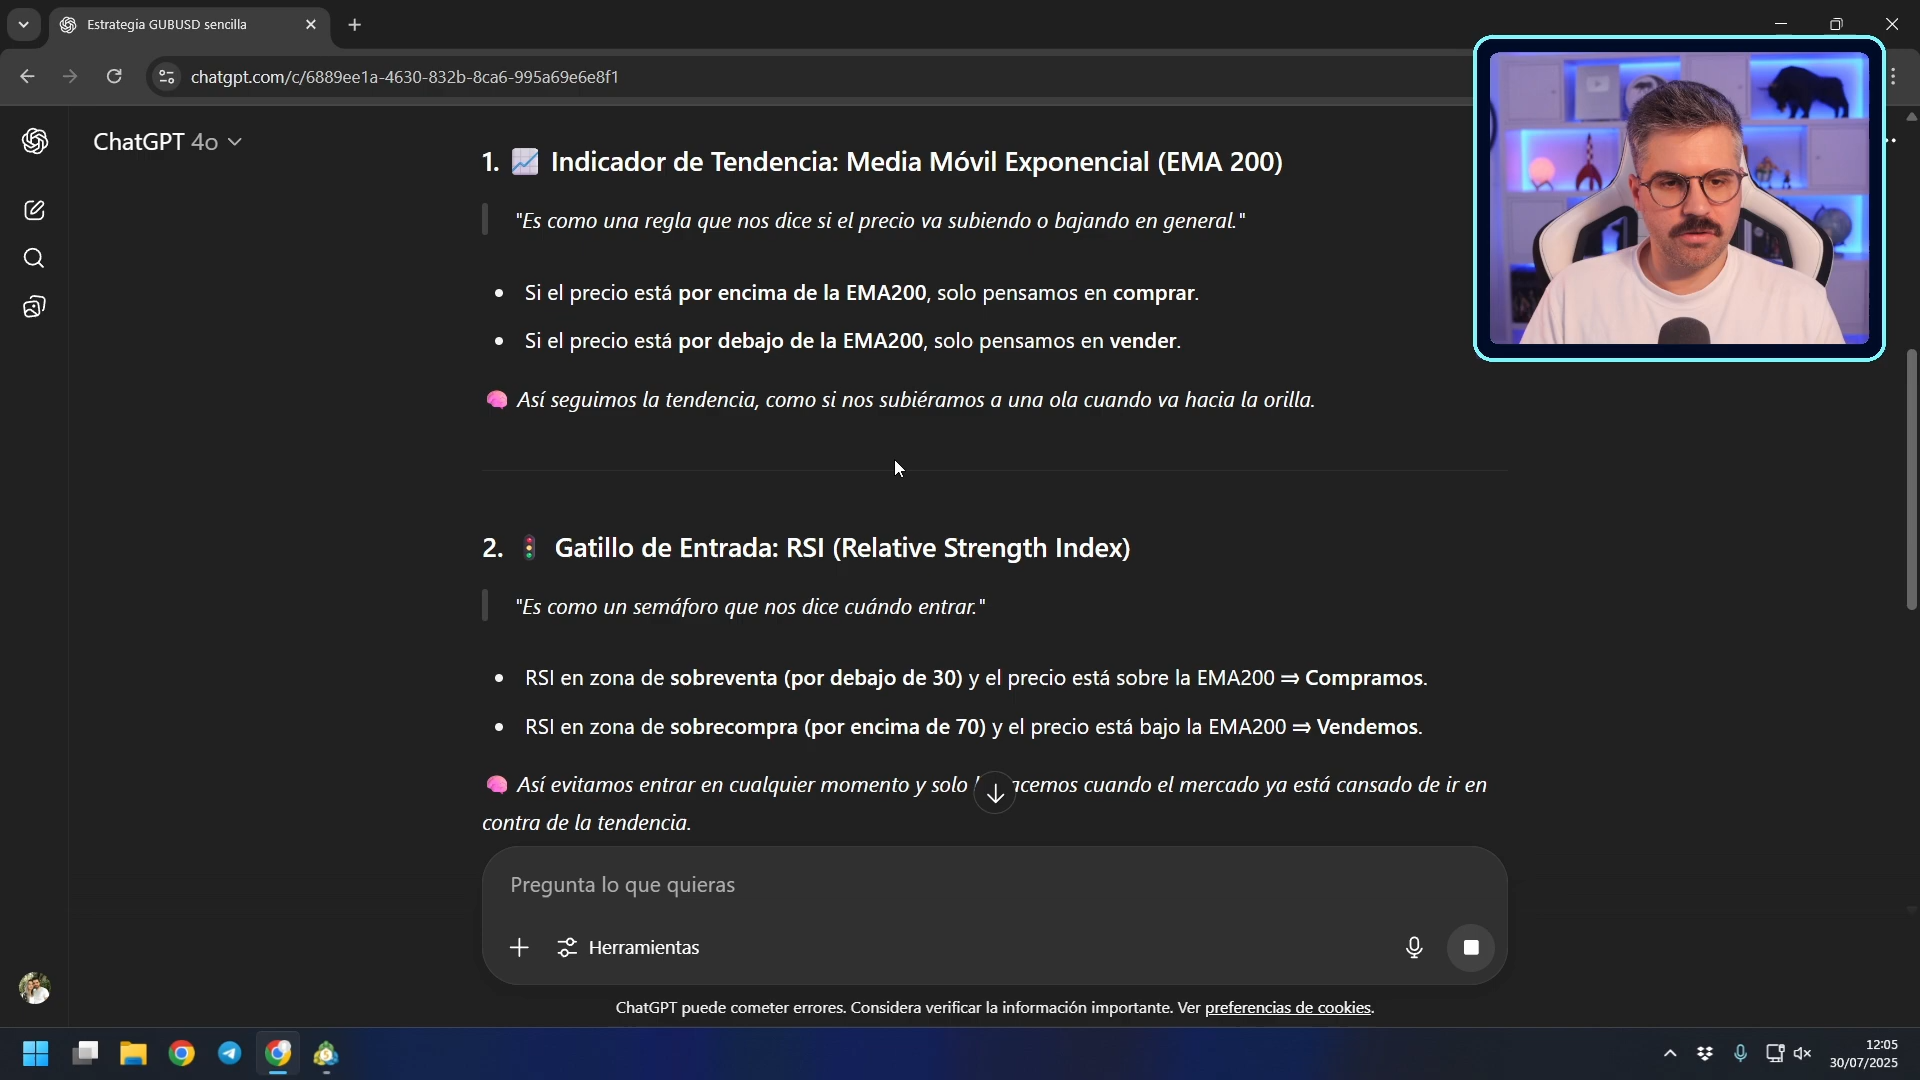 Estrategia GUBUSD sencilla
chatgpt.com/c/6889ee1a-4630-832b-8ca6-995a69e6e8f1
ChatGPT 4o
1. 📈 Indicador de Tendencia: Media Móvil Exponencial (EMA 200)
"Es como una regla que nos dice si el precio va subiendo o bajando en general."
• Si el precio está por encima de la EMA200, solo pensamos en comprar.
• Si el precio está por debajo de la EMA200, solo pensamos en vender.
🧠 Así seguimos la tendencia, como si nos subiéramos a una ola cuando va hacia la orilla.
2. 🚦 Gatillo de Entrada: RSI (Relative Strength Index)
"Es como un semáforo que nos dice cuándo entrar."
• RSI en zona de sobreventa (por debajo de 30) y el precio está sobre la EMA200 ⇒ Compramos.
• RSI en zona de sobrecompra (por encima de 70) y el precio está bajo la EMA200 ⇒ Vendemos.
🧠 Así evitamos entrar en cualquier momento y solo cuando el mercado ya está cansado de ir en
contra de la tendencia.
Pregunta lo que quieras
Herramientas
ChatGPT puede cometer errores. Considera verificar la información importante. Ver preferencias de cookies.
12:05
30/07/2025